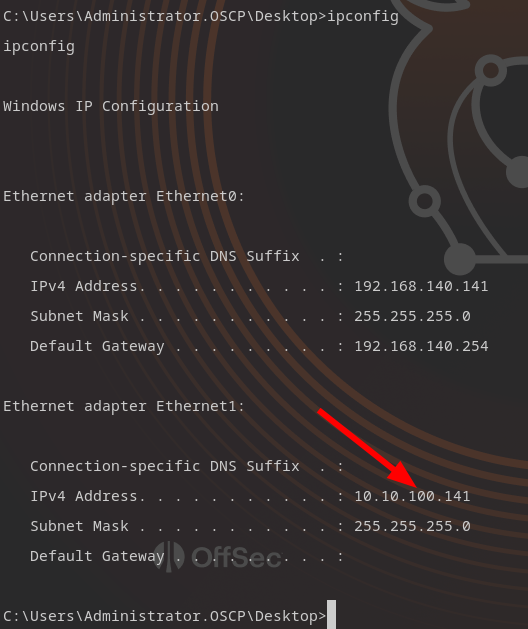 C:\Users\Administrator.OSCP\Desktop>ipconfig
ipconfig
Windows IP Configuration
Ethernet adapter Ethernet0:
Connection-specific DNS Suffix  . :
IPv4 Address. . . . . . . . . . . : 192.168.140.141
Subnet Mask . . . . . . . . . . . : 255.255.255.0
Default Gateway . . . . . . . . . : 192.168.140.254
Ethernet adapter Ethernet1:
Connection-specific DNS Suffix  . :
IPv4 Address. . . . . . . . . . . : 10.10.100.141
Subnet Mask . . . . . . . . . . . : 255.255.255.0
Default Gateway . . . . . . . . . :
OffSec
C:\Users\Administrator.OSCP\Desktop>